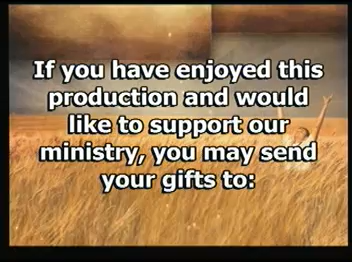 If you have enjoyed this
production and would
like to support our
ministry, you may send
your gifts to: